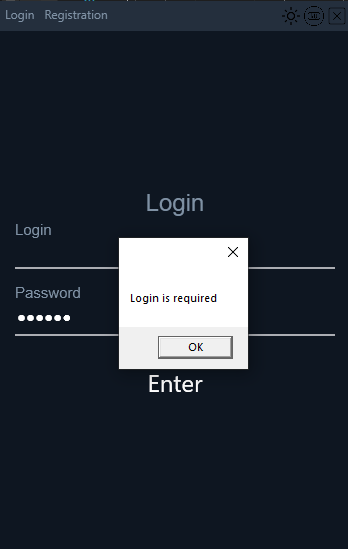 Login Registration
Login
Login
Login is required
Password
●●●●●●
OK
Enter